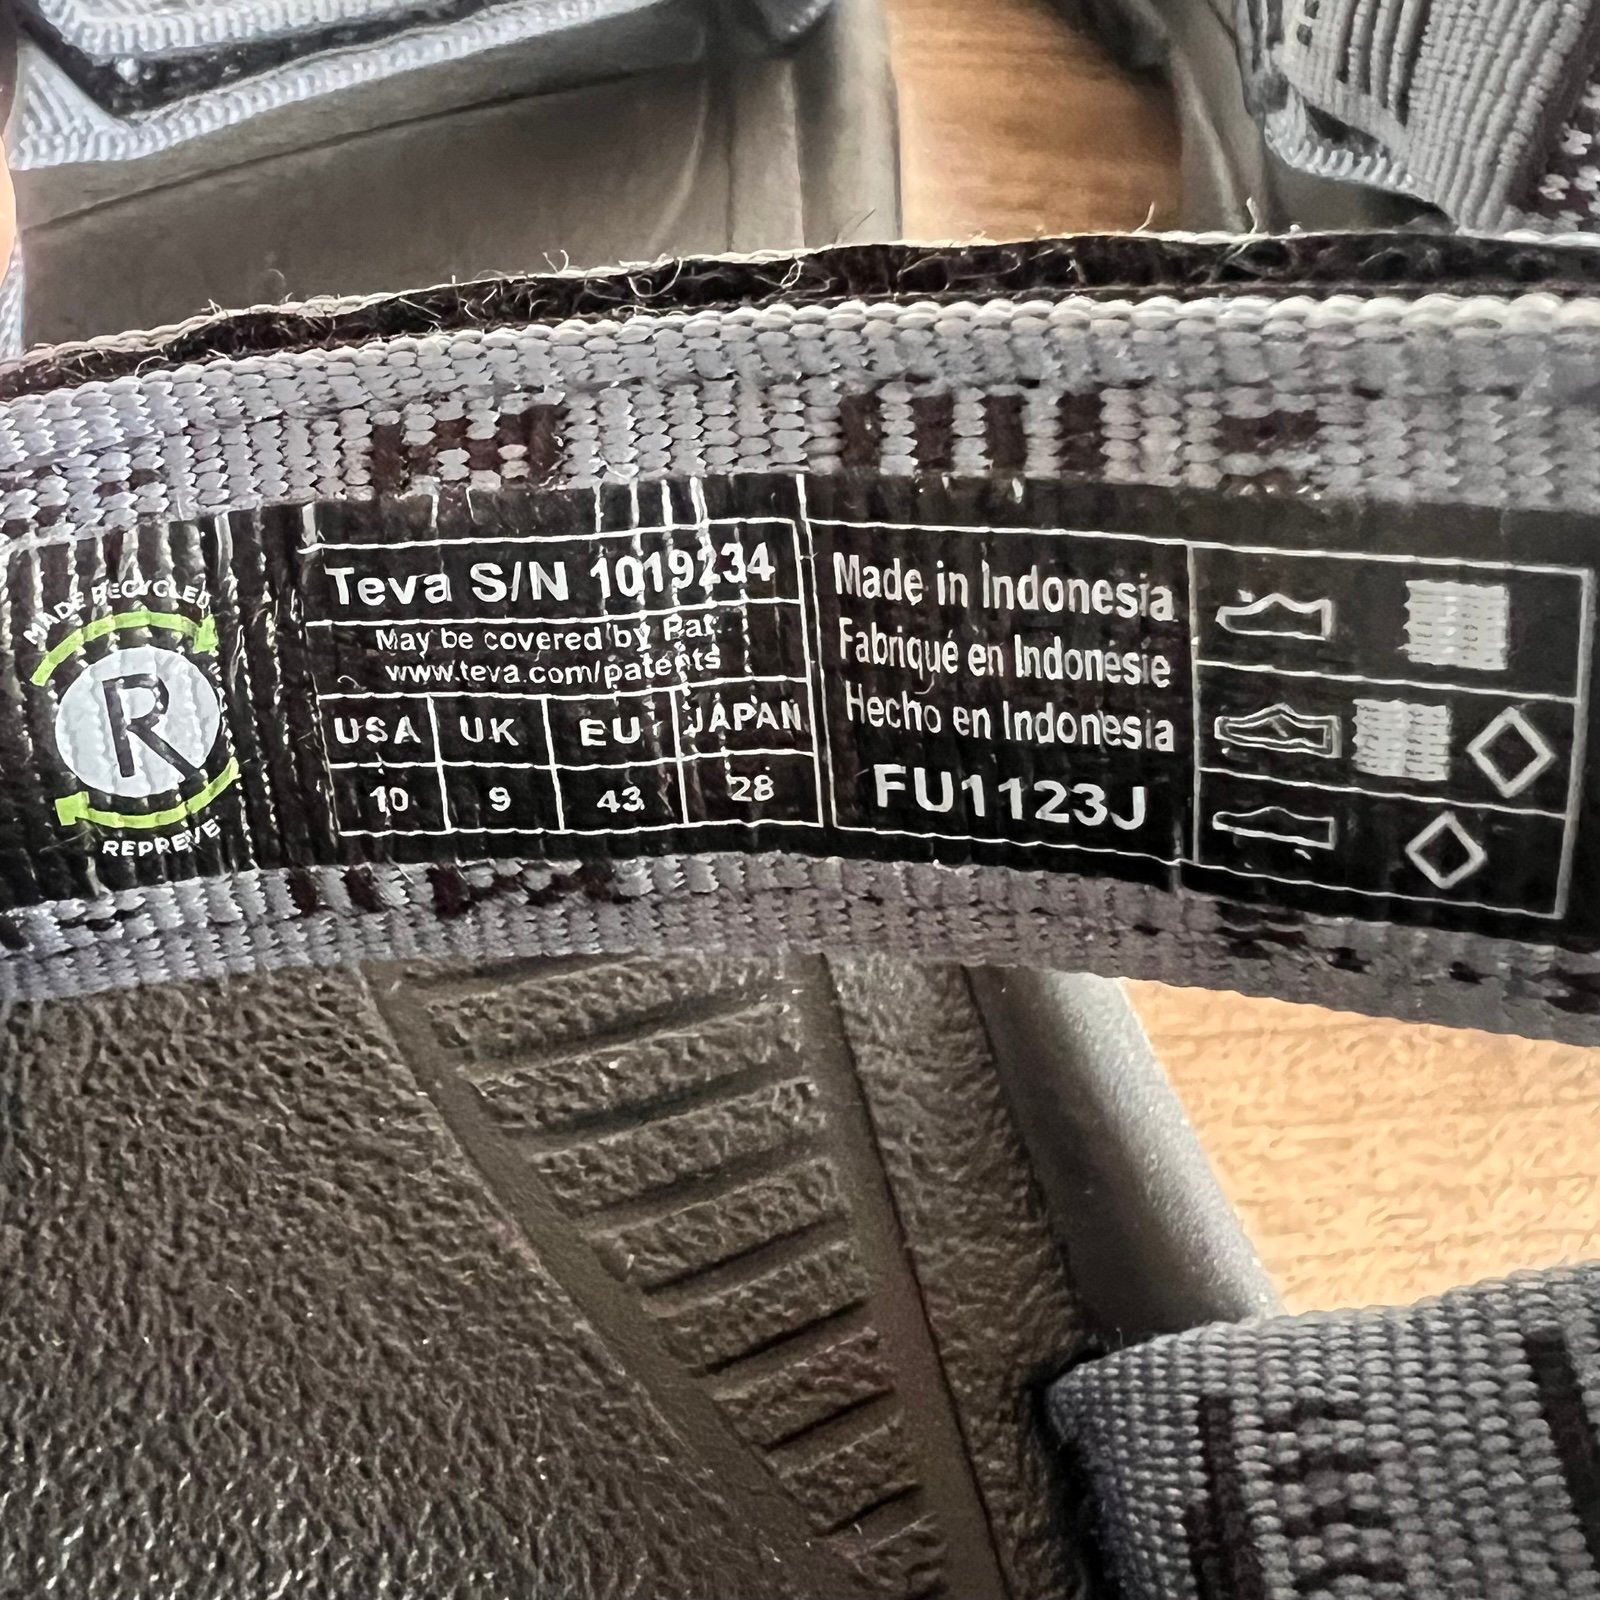 MADE RECYCLED
R
REPREVE
Teva S/N 1019234
May be covered by Pat.
www.teva.com/patents
USA UK EU JAPAN
10 9 43 28
Made in Indonesia
Fabriqué en Indonésie
Hecho en Indonesia
FU1123J